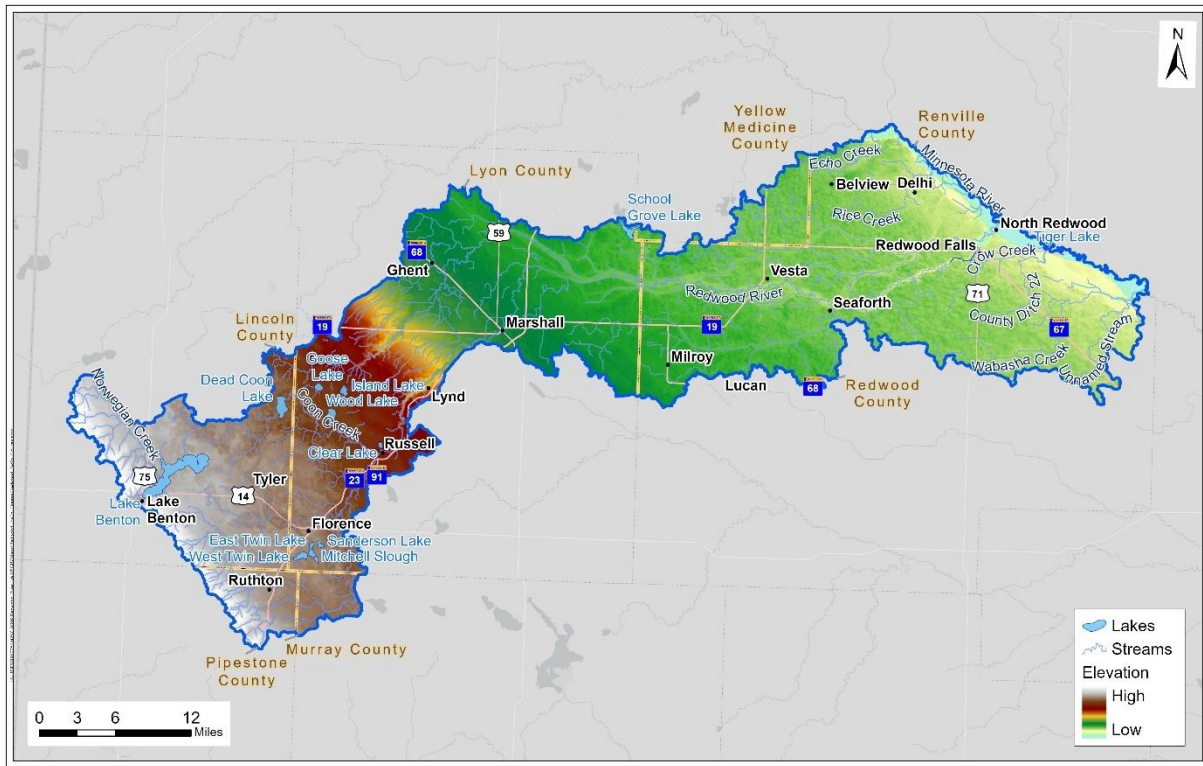 N
Yellow
Medicine
County
Renville
County
Echo Creek
Minnesota River
Lyon County
Belview
Delhi
School
Grove Lake
Rice Creek
North Redwood
59
Redwood Falls
Tiger Lake
68
Crow Creek
Ghent
Vesta
Redwood River
71
County Ditch 22
Seaforth
Lincoln
County
19
Marshall
19
67
Unnamed Stream
Goose
Lake
Milroy
Wabasha Creek
Dead Coon
Lake
Island Lake
Wood Lake
Lynd
Lucan
68
Redwood
County
Norwegian Creek
Coon Creek
Russell
Clear Lake
75
Tyler
23
91
14
Lake
Benton
Lake
Benton
Florence
East Twin Lake
Sanderson Lake
West Twin Lake
Mitchell Slough
Ruthton
Murray County
Pipestone
County
Lakes
Streams
Elevation
High
Low
0 3 6 12
Miles